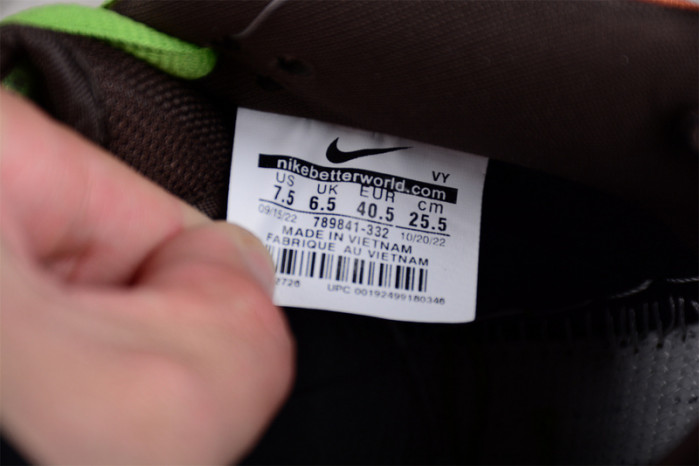 VY
nikebetterworld.com
US UK EUR cm
7.5 6.5 40.5 25.5
09/15/22 789841-332 10/20/22
MADE IN VIETNAM
FABRIQUE AU VIETNAM
UPC 00192499180346